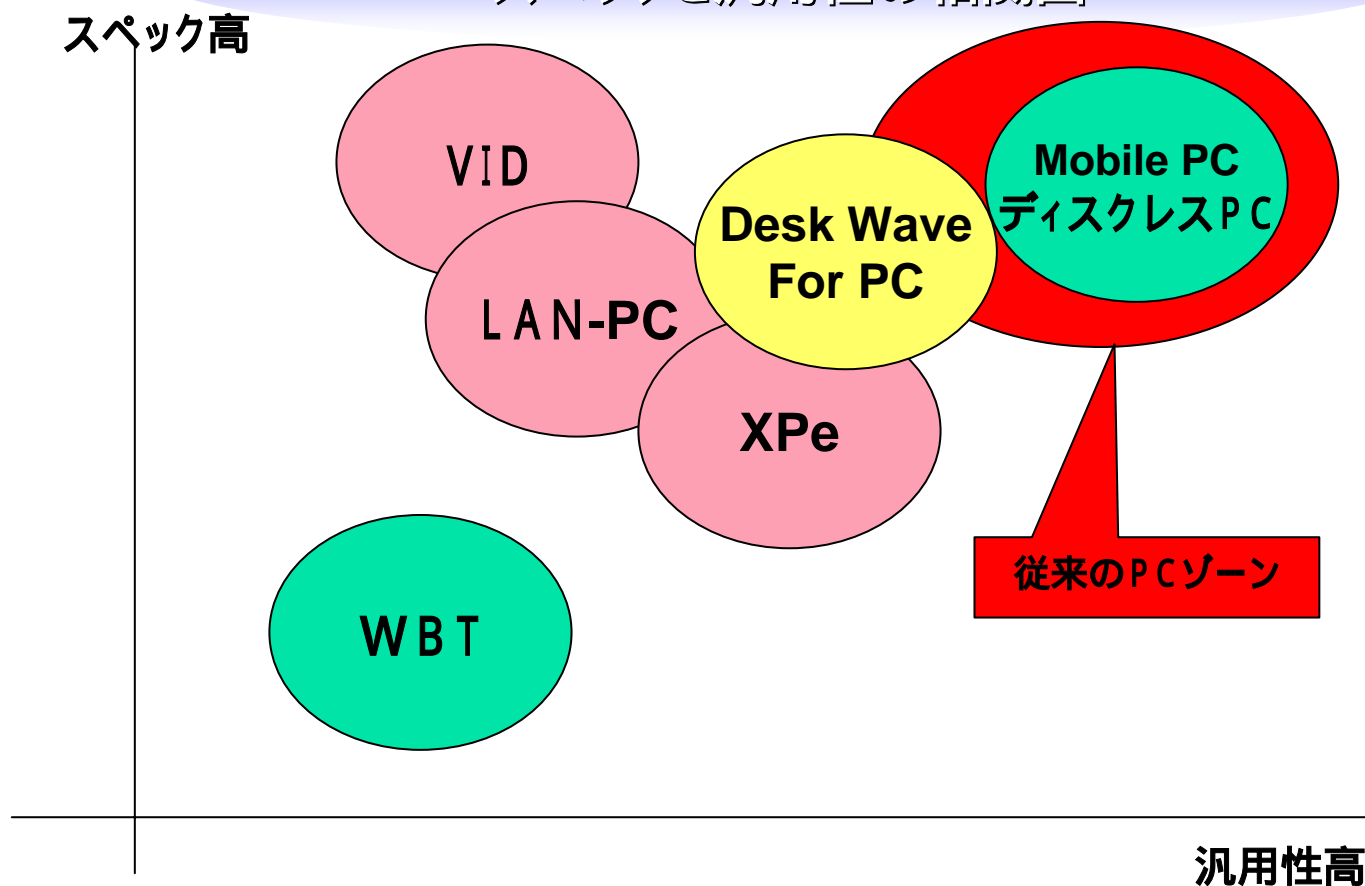 スペック高
VID
Mobile PC
ディスクレスPC
Desk Wave
For PC
LAN-PC
XPe
従来のPCゾーン
WBT
汎用性高